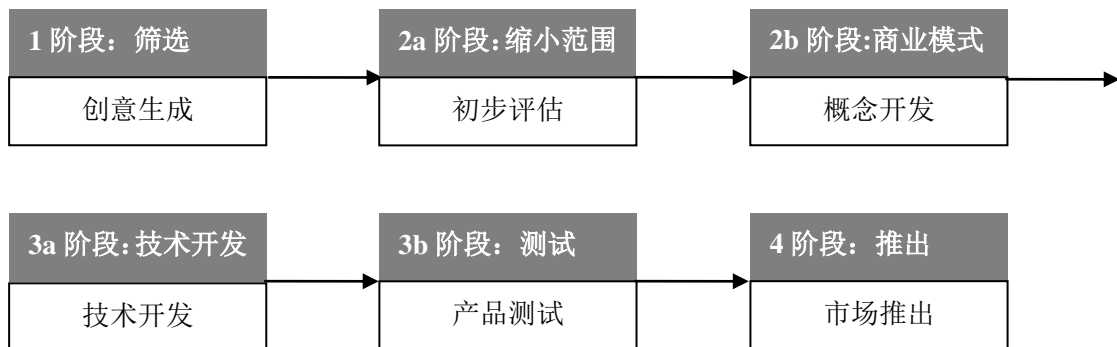 1 阶段：筛选
创意生成
2a 阶段:缩小范围
初步评估
2b 阶段:商业模式
概念开发
3a 阶段:技术开发
技术开发
3b 阶段：测试
产品测试
4 阶段：推出
市场推出